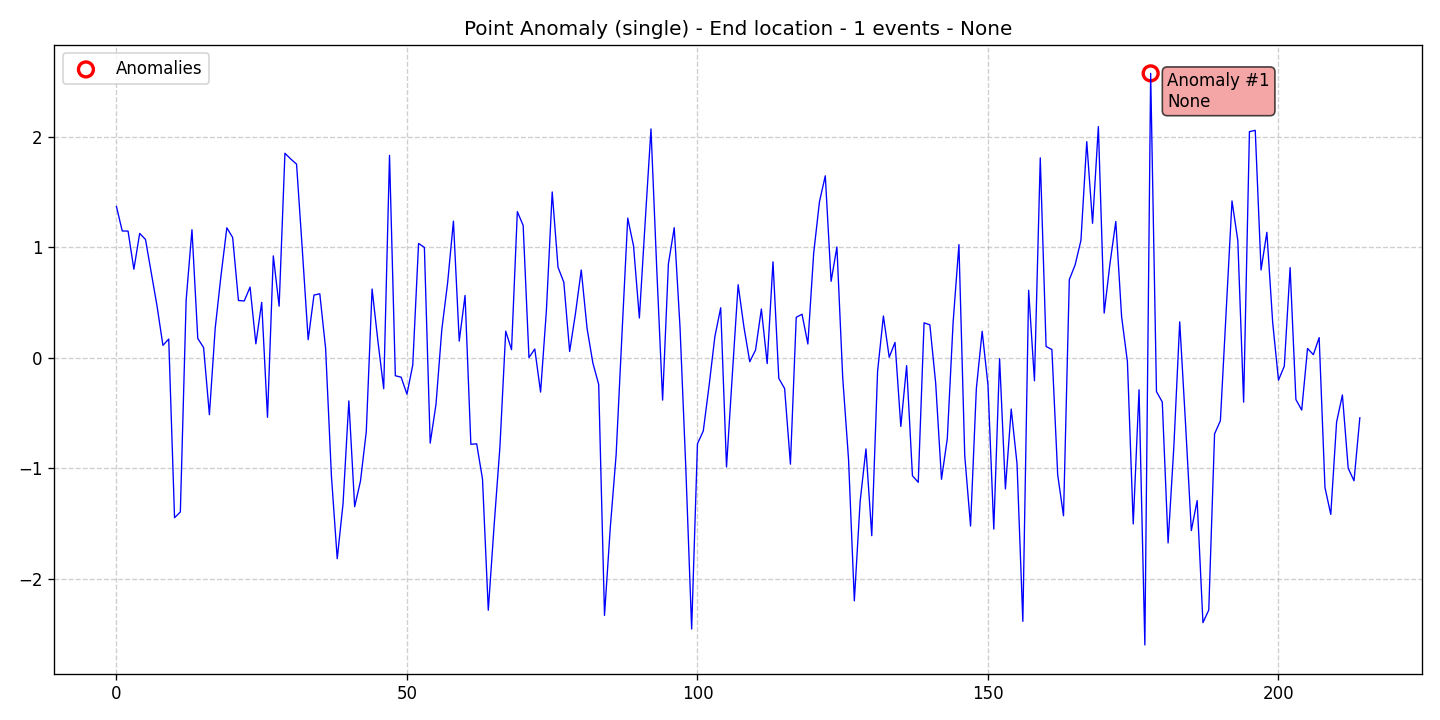 Point Anomaly (single) - End location - 1 events - None
Anomalies
Anomaly #1
None
2
1
0
−1
−2
0
50
100
150
200